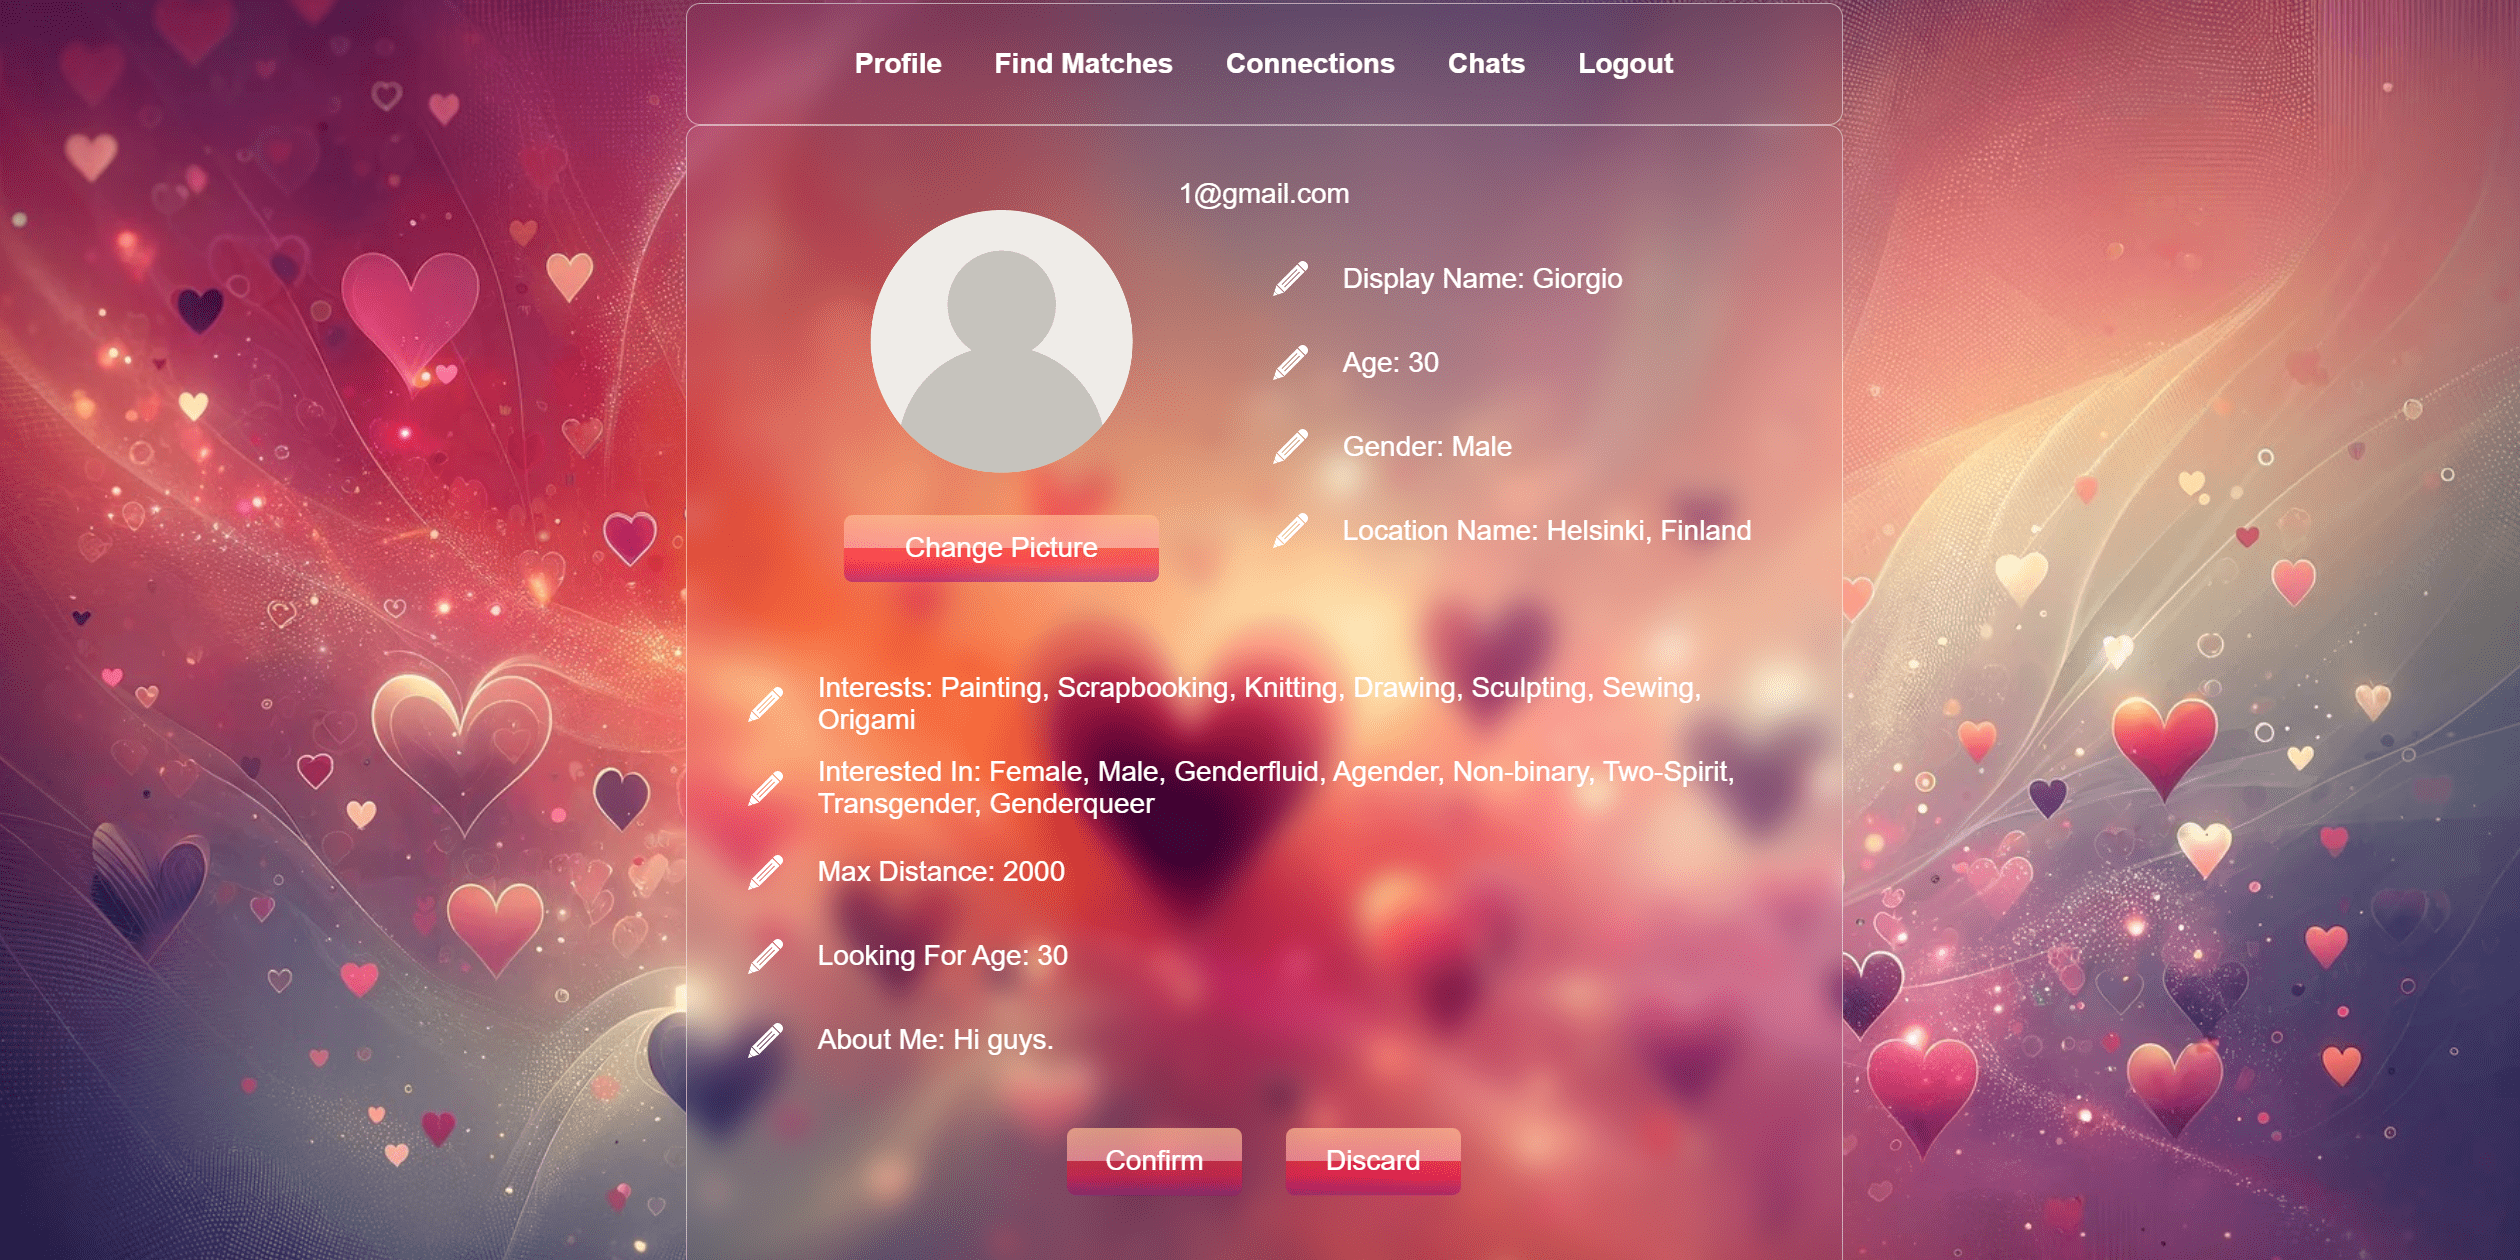 Profile Find Matches Connections Chats Logout
1@gmail.com
Display Name: Giorgio
Age: 30
Gender: Male
Location Name: Helsinki, Finland
Change Picture
Interests: Painting, Scrapbooking, Knitting, Drawing, Sculpting, Sewing,
Origami
Interested In: Female, Male, Genderfluid, Agender, Non-binary, Two-Spirit,
Transgender, Genderqueer
Max Distance: 2000
Looking For Age: 30
About Me: Hi guys.
Confirm Discard